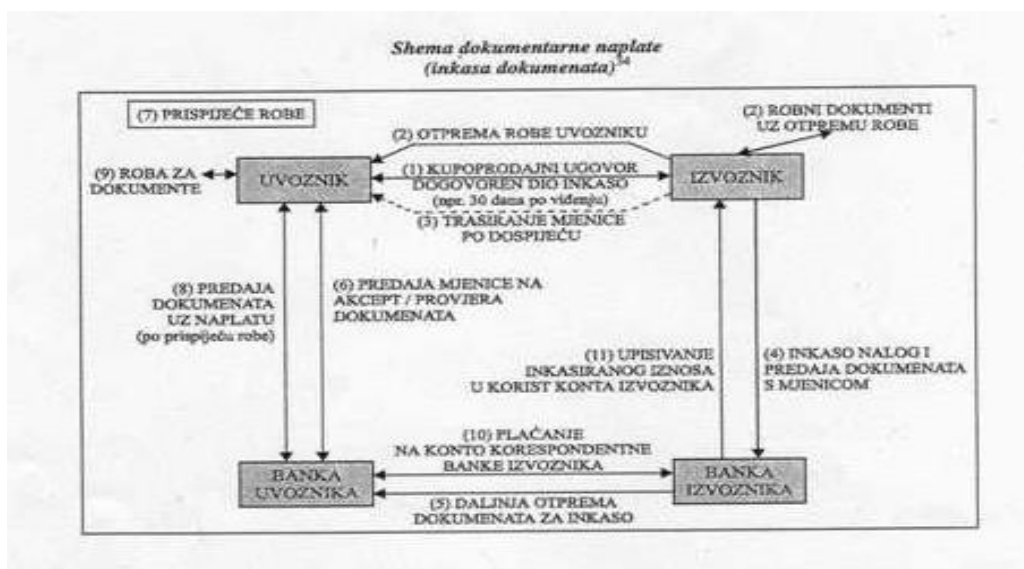 Shema dokumentarne naplate
(inkasa dokumenata)54
(7) PRISPIJEĆE ROBE
(2) OTPREMA ROBE UVOZNIKU
(2) ROBNI DOKUMENTI
UZ OTPREMU ROBE
(9) ROBA ZA
DOKUMENTE
UVOZNIK
(1) KUPOPRODAJNI UGOVOR
DOGOVOREN DIO INKASO
(npr. 30 dana po viđenju)
IZVOZNIK
(3) TRASIRANJE MJENICE
PO DOSPIJEĆU
(8) PREDAJA
DOKUMENATA
UZ NAPLATU
(po prispijeću robe)
(6) PREDAJA MJENICE NA
AKCEPT / PROVJERA
DOKUMENATA
(11) UPISIVANJE
INKASIRANOG IZNOSA
U KORIST KONTA IZVOZNIKA
(4) INKASO NALOG I
PREDAJA DOKUMENATA
S MJENICOM
(10) PLAĆANJE
NA KONTO KORESPONDENTNE
BANKE IZVOZNIKA
BANKA
UVOZNIKA
BANKA
IZVOZNIKA
(5) DALJNJA OTPREMA
DOKUMENATA ZA INKASO